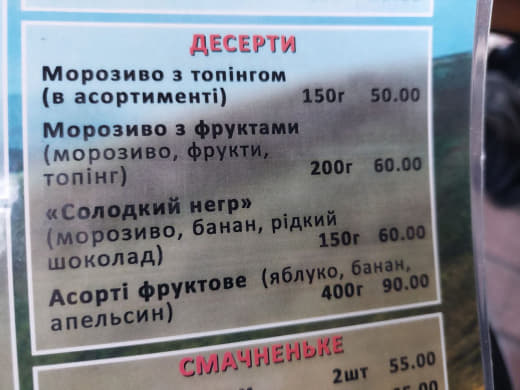 ДЕСЕРТИ
Морозиво з топінгом
(в асортименті) 150г 50.00
Морозиво з фруктами
(морозиво, фрукти,
топінг) 200г 60.00
«Солодкий негр»
(морозиво, банан, рідкий
шоколад) 150г 60.00
Асорті фруктове (яблуко, банан,
апельсин) 400г 90.00
СМАЧНЕНЬКЕ
2шт 55.00